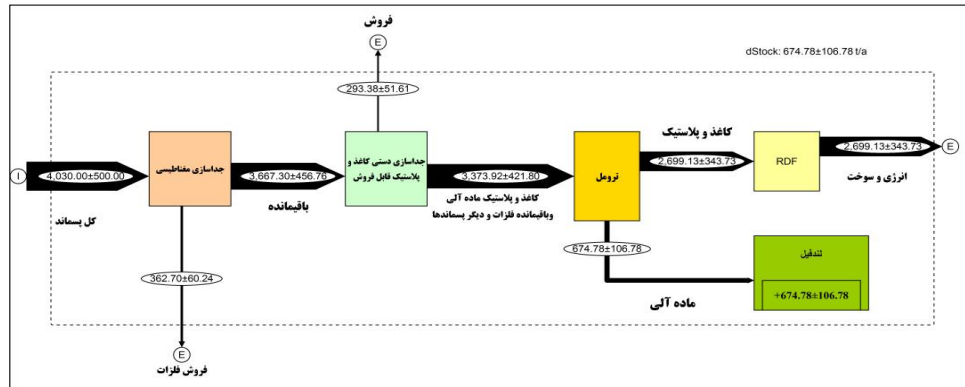 فروش
E
dStock: 674.78±106.78 t/a
293.38±51.61
I
4,030.00±500.00
کل پسماند
جداسازی مغناطیسی
3,667.30±456.76
باقیمانده
جداسازی دستی کاغذ و
پلاستیک قابل فروش
3,373.92±421.80
کاغذ و پلاستیک ماده آلی
وباقیمانده فلزات و دیگر پسماندها
ترومل
کاغذ و پلاستیک
2,699.13±343.73
RDF
2,699.13±343.73
E
انرژی و سوخت
674.78±106.78
ماده آلی
لندفیل
+674.78±106.78
362.70±60.24
E
فروش فلزات